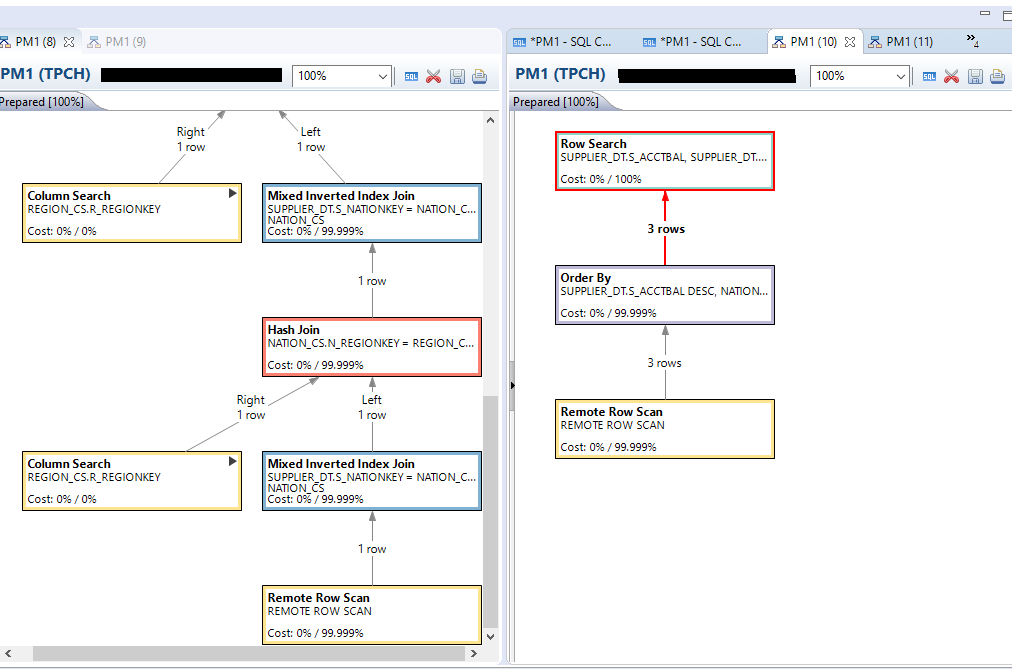 PM1 (8)
PM1 (9)
PM1 (TPCH)
100%
SQL
Prepared [100%]
Right
1 row
Left
1 row
Column Search
REGION_CS.R_REGIONKEY
Cost: 0% / 0%
Mixed Inverted Index Join
SUPPLIER_DT.S_NATIONKEY = NATION_C...
NATION_CS
Cost: 0% / 99.999%
1 row
Hash Join
NATION_CS.N_REGIONKEY = REGION_C...
Cost: 0% / 99.999%
Right
1 row
Left
1 row
Column Search
REGION_CS.R_REGIONKEY
Cost: 0% / 0%
Mixed Inverted Index Join
SUPPLIER_DT.S_NATIONKEY = NATION_C...
NATION_CS
Cost: 0% / 99.999%
1 row
Remote Row Scan
REMOTE ROW SCAN
Cost: 0% / 99.999%
SQL *PM1 - SQL C...
SQL *PM1 - SQL C...
PM1 (10)
PM1 (11)
»4
PM1 (TPCH)
100%
SQL
Prepared [100%]
Row Search
SUPPLIER_DT.S_ACCTBAL, SUPPLIER_DT....
Cost: 0% / 100%
3 rows
Order By
SUPPLIER_DT.S_ACCTBAL DESC, NATION...
Cost: 0% / 99.999%
3 rows
Remote Row Scan
REMOTE ROW SCAN
Cost: 0% / 99.999%